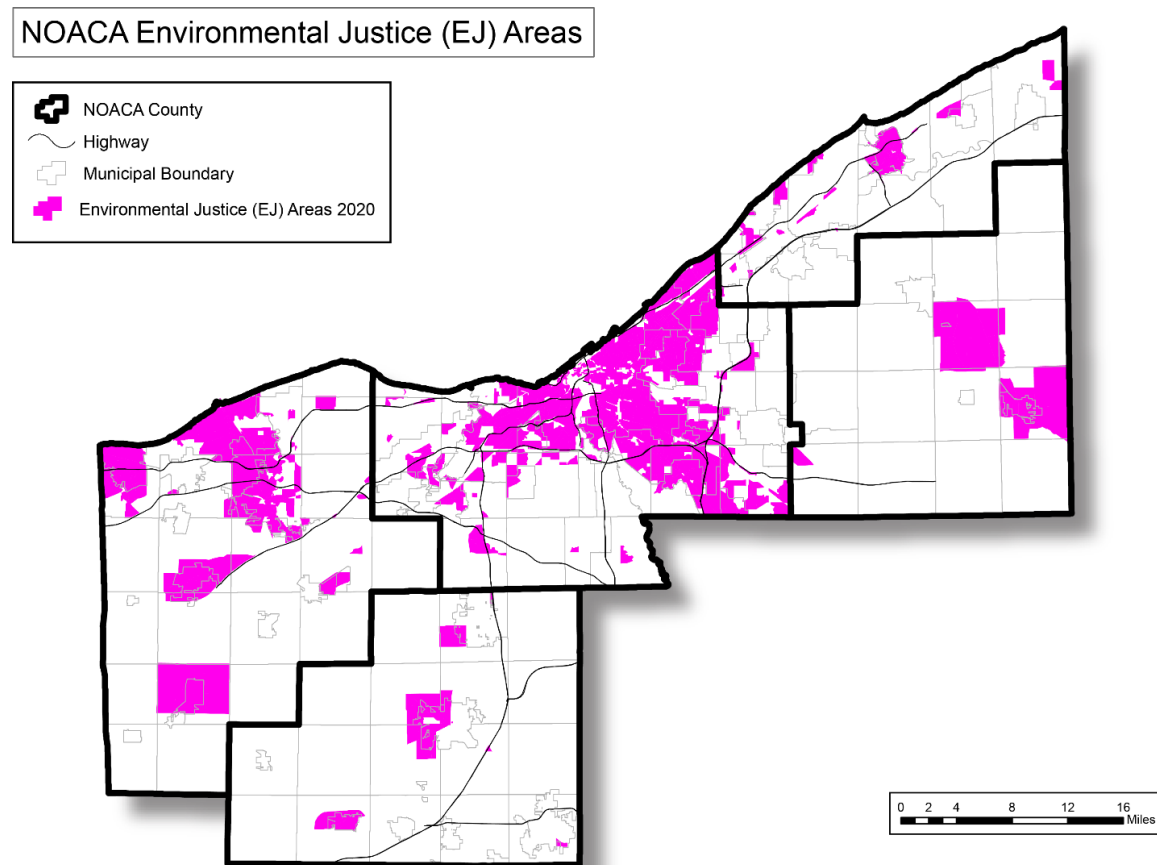 NOACA Environmental Justice (EJ) Areas
NOACA County
Highway
Municipal Boundary
Environmental Justice (EJ) Areas 2020
0 2 4 8 12 16
Miles